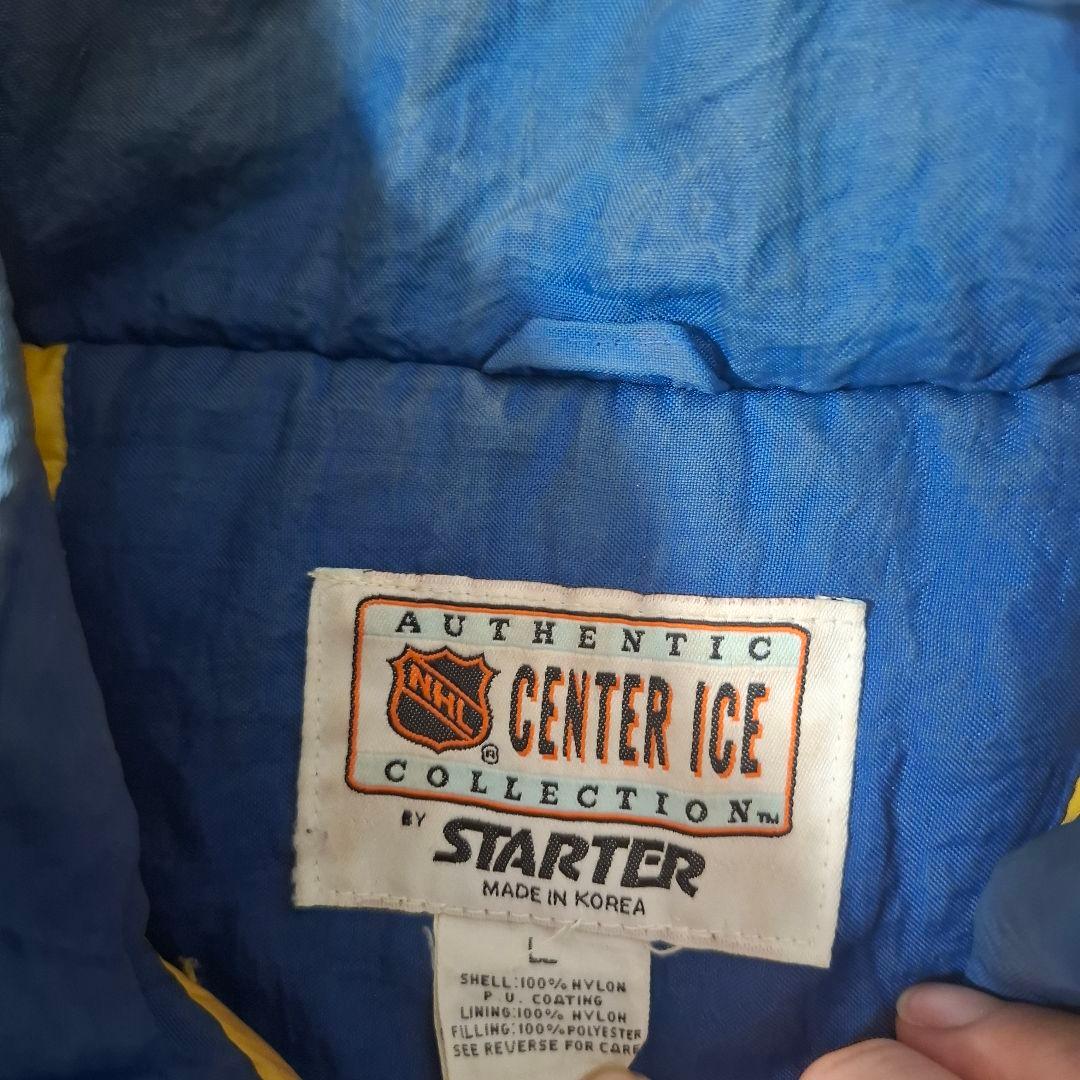 AUTHENTIC
NHL ® CENTER ICE
COLLECTION™
BY STARTER
MADE IN KOREA
L
SHELL:100% NYLON
P.U. COATING
LINING:100% NYLON
FILLING:100%POLYESTER
SEE REVERSE FOR CARE